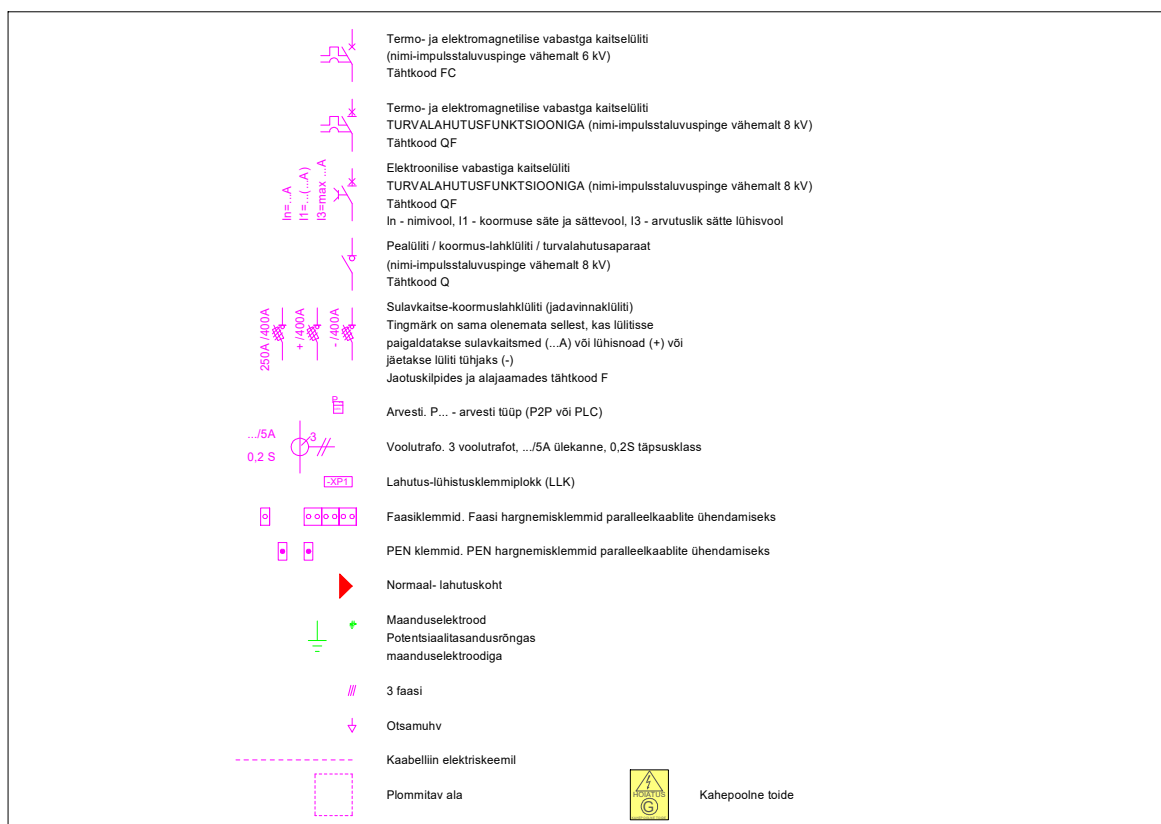 Termo- ja elektromagnetilise vabastga kaitselüliti
(nimi-impulsstaluvuspinge vähemalt 6 kV)
Tähtkood FC
Termo- ja elektromagnetilise vabastga kaitselüliti
TURVALAHUTUSFUNKTSIOONIGA (nimi-impulsstaluvuspinge vähemalt 8 kV)
Tähtkood QF
In=...A
I1=...(...A)
I3=max ...A
Elektroonilise vabastiga kaitselüliti
TURVALAHUTUSFUNKTSIOONIGA (nimi-impulsstaluvuspinge vähemalt 8 kV)
Tähtkood QF
In - nimivool, I1 - koormuse säte ja sättevool, I3 - arvutuslik sätte lühisvool
Pealüliti / koormus-lahklüliti / turvalahutusaparaat
(nimi-impulsstaluvuspinge vähemalt 8 kV)
Tähtkood Q
250A /400A
+ /400A
- /400A
Sulavkaitse-koormuslahklüliti (jadavinnaklüliti)
Tingmärk on sama olenemata sellest, kas lülitisse
paigaldatakse sulavkaitsmed (...A) või lühisnoad (+) või
jäetakse lüliti tühjaks (-)
Jaotuskilpides ja alajaamades tähtkood F
Arvesti. P... - arvesti tüüp (P2P või PLC)
.../5A
0,2 S
3
Voolutrafo. 3 voolutrafot, .../5A ülekanne, 0,2S täpsusklass
-XP1
Lahutus-lühistusklemmiplokk (LLK)
Faasiklemmid. Faasi hargnemisklemmid paralleelkaablite ühendamiseks
PEN klemmid. PEN hargnemisklemmid paralleelkaablite ühendamiseks
Normaal- lahutuskoht
Maanduselektrood
Potentsiaalitasandusrõngas
maanduselektroodiga
3 faasi
Otsamuhv
Kaabelliin elektriskeemil
Plommitav ala
HOIATUS
G
Kahepoolne toide